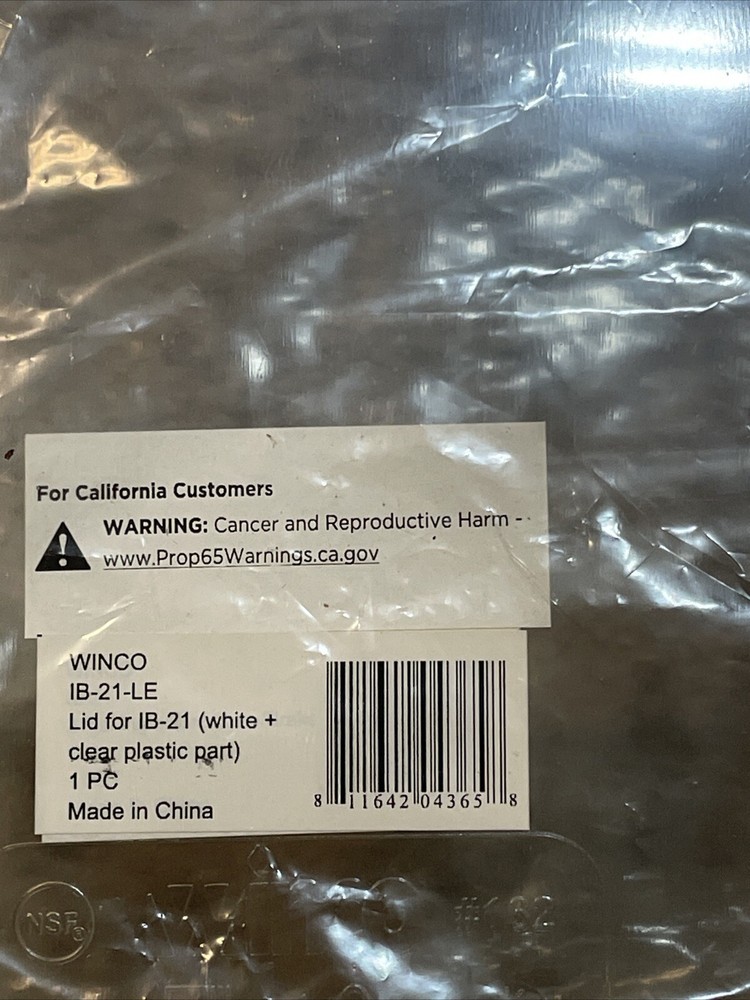 For California Customers
WARNING: Cancer and Reproductive Harm -
www.Prop65Warnings.ca.gov
WINCO
IB-21-LE
Lid for IB-21 (white +
clear plastic part)
1 PC
Made in China
8 11642 04365 8
NSF